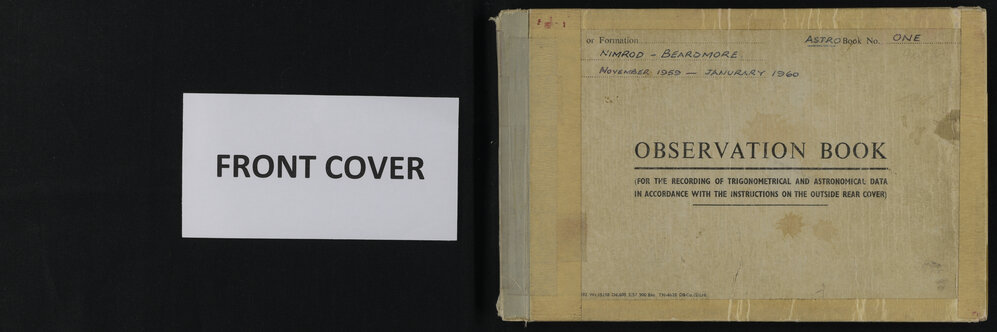 FRONT COVER
or Formation
ASTRO Book No. ONE
NIMROD - BEARDMORE
NOVEMBER 1959 - JANURARY 1960
OBSERVATION BOOK
(FOR THE RECORDING OF TRIGONOMETRICAL AND ASTRONOMICAL DATA
IN ACCORDANCE WITH THE INSTRUCTIONS ON THE OUTSIDE REAR COVER)